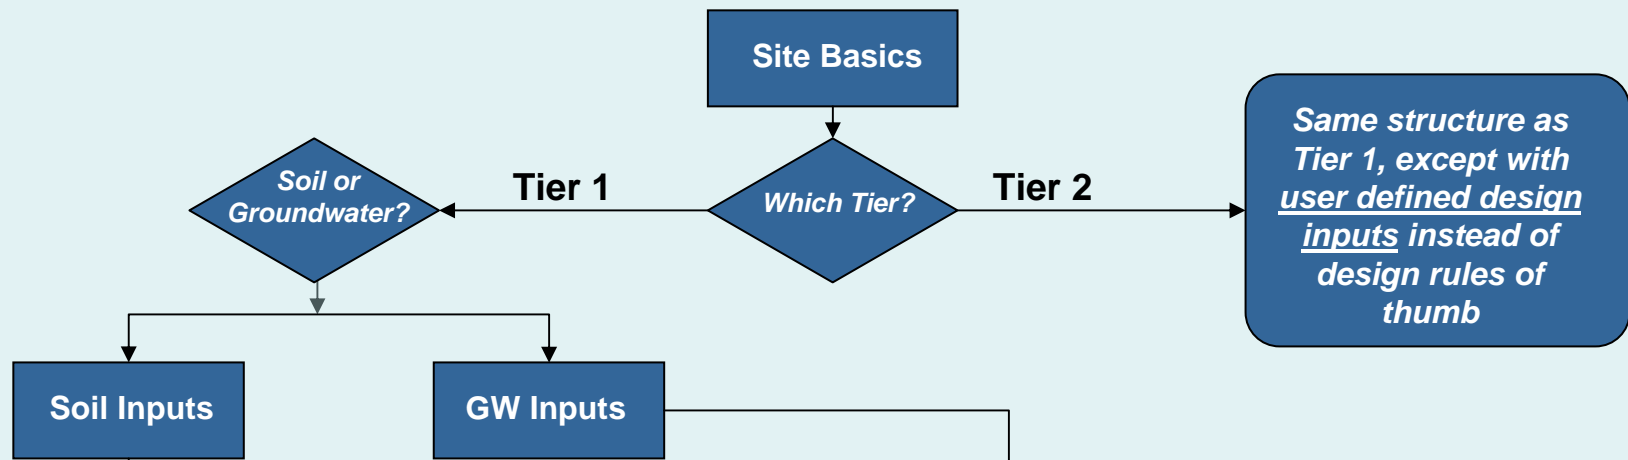 Site Basics
Same structure as
Tier 1, except with
user defined design
inputs instead of
design rules of
thumb
Soil or
Groundwater?
Tier 1
Which Tier?
Tier 2
Soil Inputs
GW Inputs